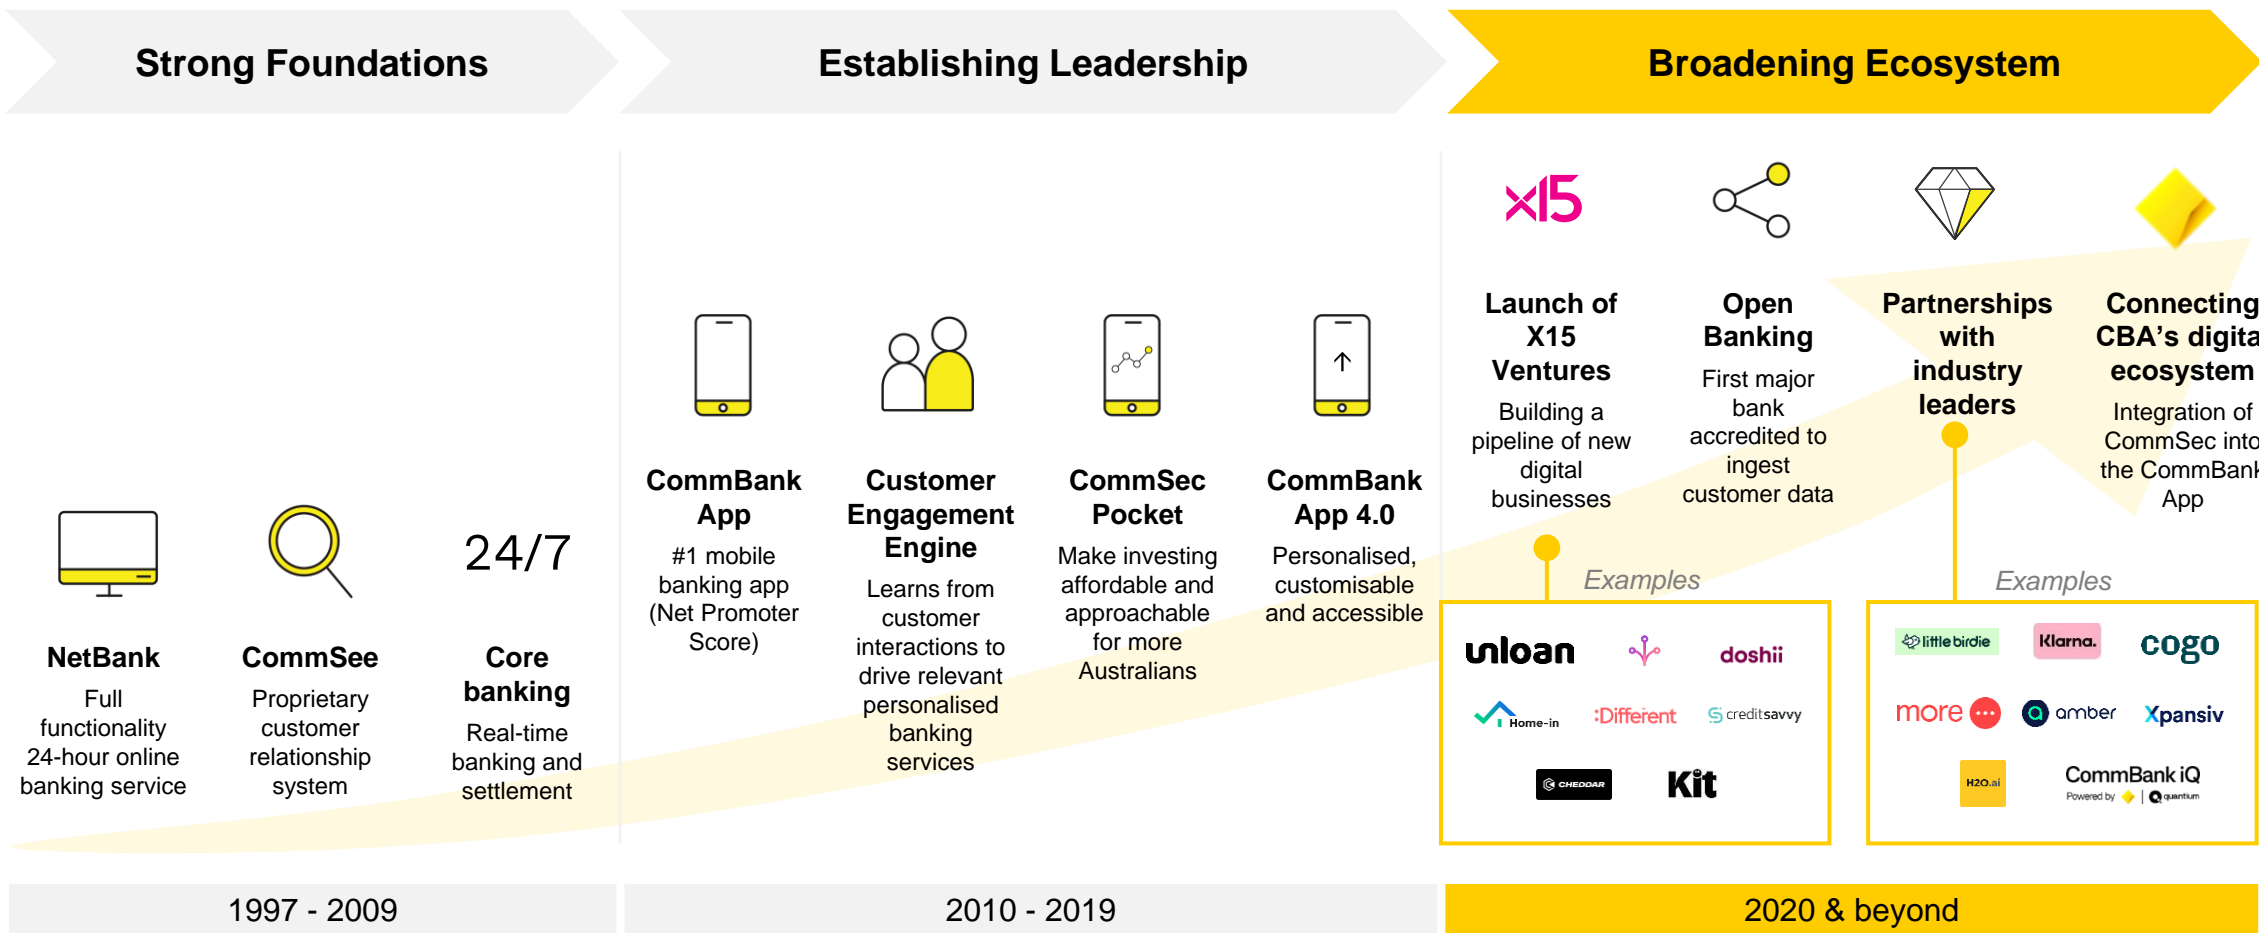 Strong Foundations
Establishing Leadership
Broadening Ecosystem
24/7
NetBank
Full
functionality
24-hour online
banking service
CommSee
Proprietary
customer
relationship
system
Core
banking
Real-time
banking and
settlement
CommBank
App
#1 mobile
banking app
(Net Promoter
Score)
Customer
Engagement
Engine
Learns from
customer
interactions to
drive relevant
personalised
banking
services
CommSec
Pocket
Make investing
affordable and
approachable
for more
Australians
CommBank
App 4.0
Personalised,
customisable
and accessible
x15
Launch of
X15
Ventures
Building a
pipeline of new
digital
businesses
Open
Banking
First major
bank
accredited to
ingest
customer data
Partnerships
with
industry
leaders
Connecting
CBA's digita
ecosystem
Integration of
CommSec into
the CommBank
App
Examples
unloan
doshii
Home-in
:Different
creditsavvy
CHEDDAR
Kit
Examples
little birdie
Klarna.
cogo
more
amber
Xpansiv
H2O.ai
CommBank iQ
Powered by | quantium
1997 - 2009
2010 - 2019
2020 & beyond